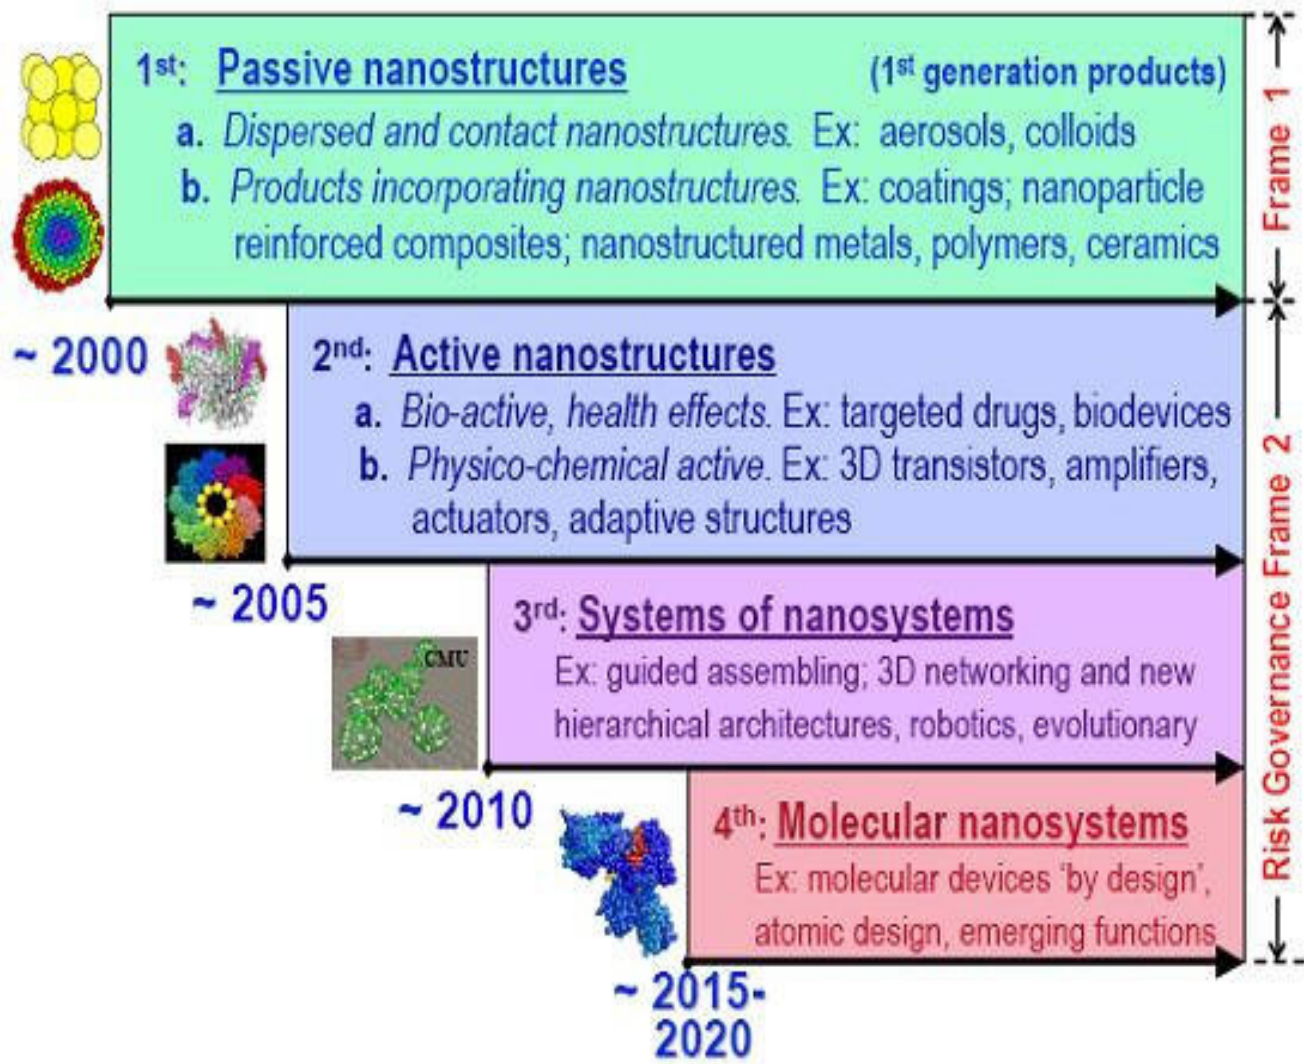 1st: Passive nanostructures (1st generation products)
a. Dispersed and contact nanostructures. Ex: aerosols, colloids
b. Products incorporating nanostructures. Ex: coatings; nanoparticle
reinforced composites; nanostructured metals, polymers, ceramics
Frame 1
~ 2000
2nd: Active nanostructures
a. Bio-active, health effects. Ex: targeted drugs, biodevices
b. Physico-chemical active. Ex: 3D transistors, amplifiers,
actuators, adaptive structures
~ 2005
3rd: Systems of nanosystems
Ex: guided assembling; 3D networking and new
hierarchical architectures, robotics, evolutionary
CMU
~ 2010
4th: Molecular nanosystems
Ex: molecular devices ‘by design’,
atomic design, emerging functions
~ 2015-
2020
Risk Governance Frame 2